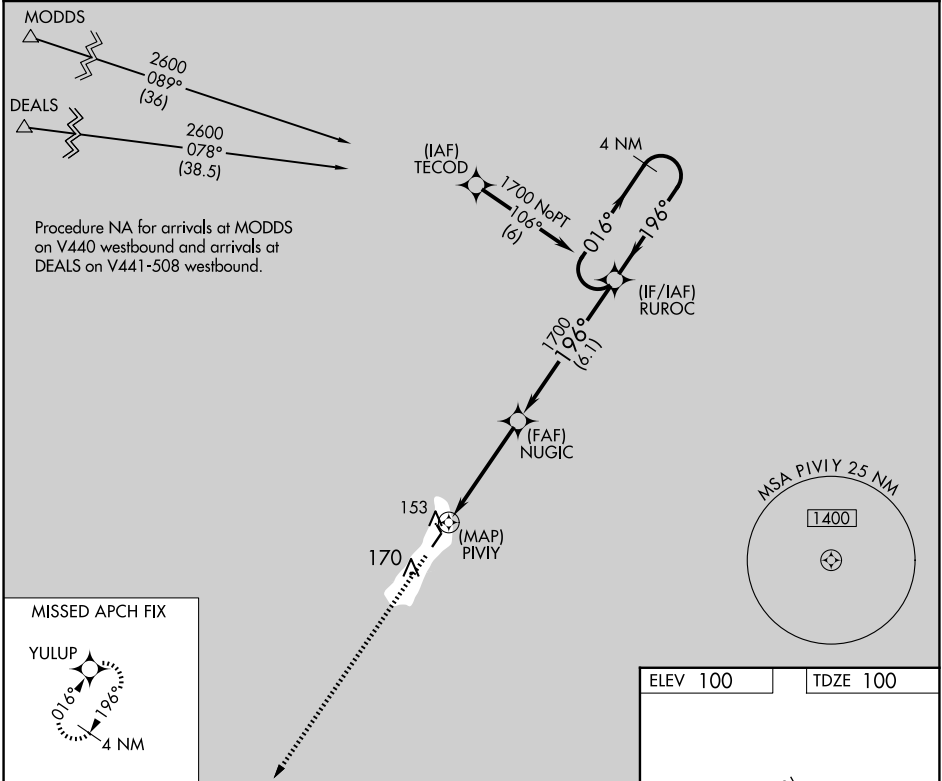 MODDS
2600
089°
(36)
DEALS
2600
078°
(38.5)
Procedure NA for arrivals at MODDS
on V440 westbound and arrivals at
DEALS on V441-508 westbound.
(IAF)
TECOD
1700 NoPT
106°
(6)
4 NM
016°
196°
(IF/IAF)
RUROC
1700
196°
(6.1)
(FAF)
NUGIC
153
(MAP)
PIVIY
170
MSA PIVIY 25 NM
1400
MISSED APCH FIX
YULUP
016°
196°
4 NM
ELEV 100
TDZE 100